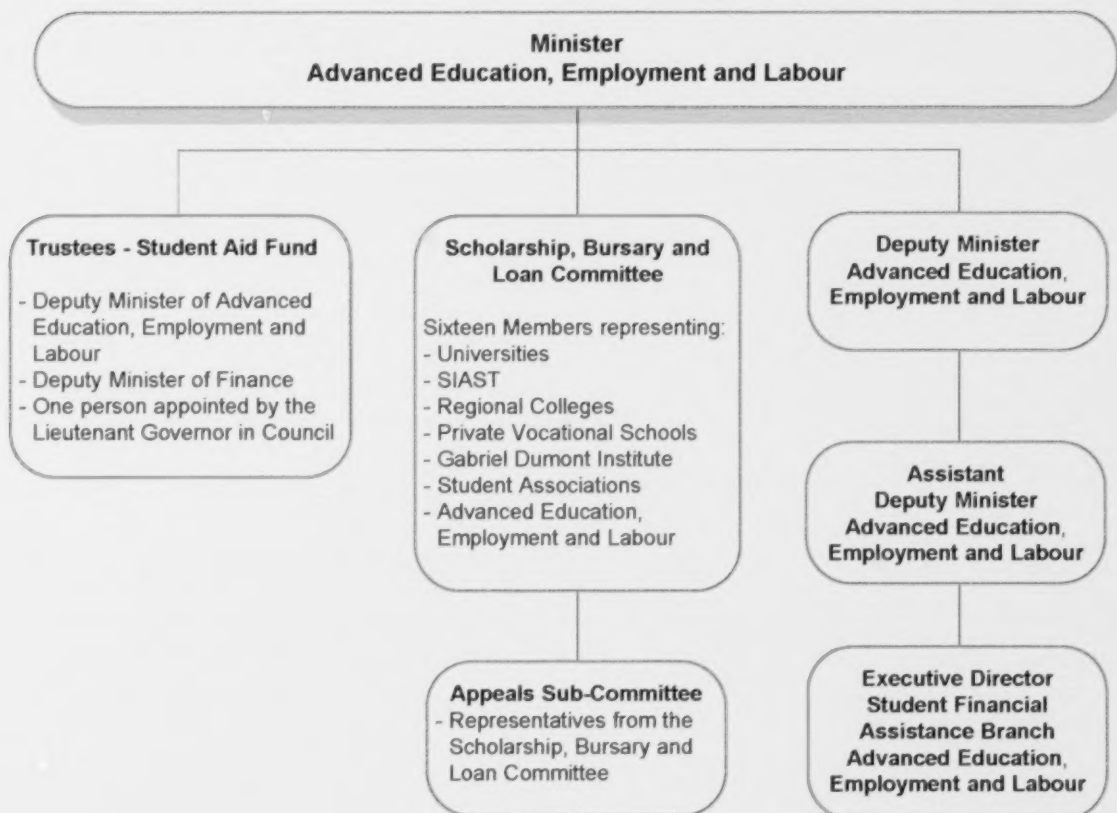 Minister
Advanced Education, Employment and Labour
Trustees - Student Aid Fund
- Deputy Minister of Advanced
Education, Employment and
Labour
- Deputy Minister of Finance
- One person appointed by the
Lieutenant Governor in Council
Scholarship, Bursary and
Loan Committee
Sixteen Members representing:
- Universities
- SIAST
- Regional Colleges
- Private Vocational Schools
- Gabriel Dumont Institute
- Student Associations
- Advanced Education,
Employment and Labour
Appeals Sub-Committee
- Representatives from the
Scholarship, Bursary and
Loan Committee
Deputy Minister
Advanced Education,
Employment and Labour
Assistant
Deputy Minister
Advanced Education,
Employment and Labour
Executive Director
Student Financial
Assistance Branch
Advanced Education,
Employment and Labour